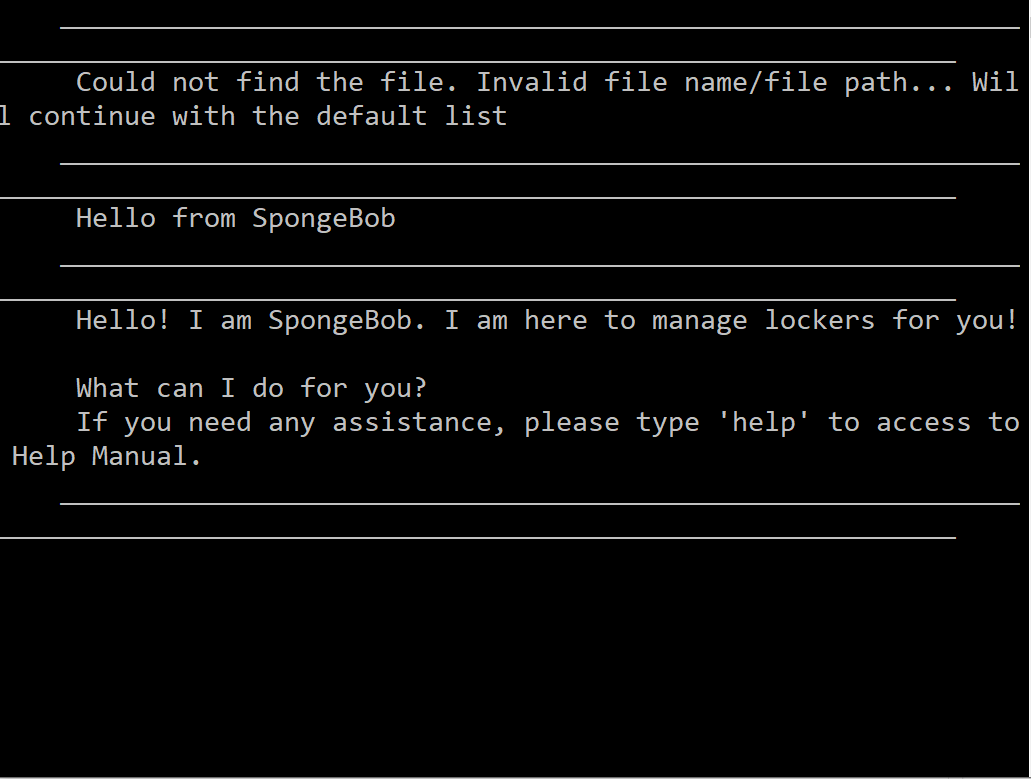 Could not find the file. Invalid file name/file path... Wil
l continue with the default list
Hello from SpongeBob
Hello! I am SpongeBob. I am here to manage lockers for you!
What can I do for you?
If you need any assistance, please type 'help' to access to
Help Manual.